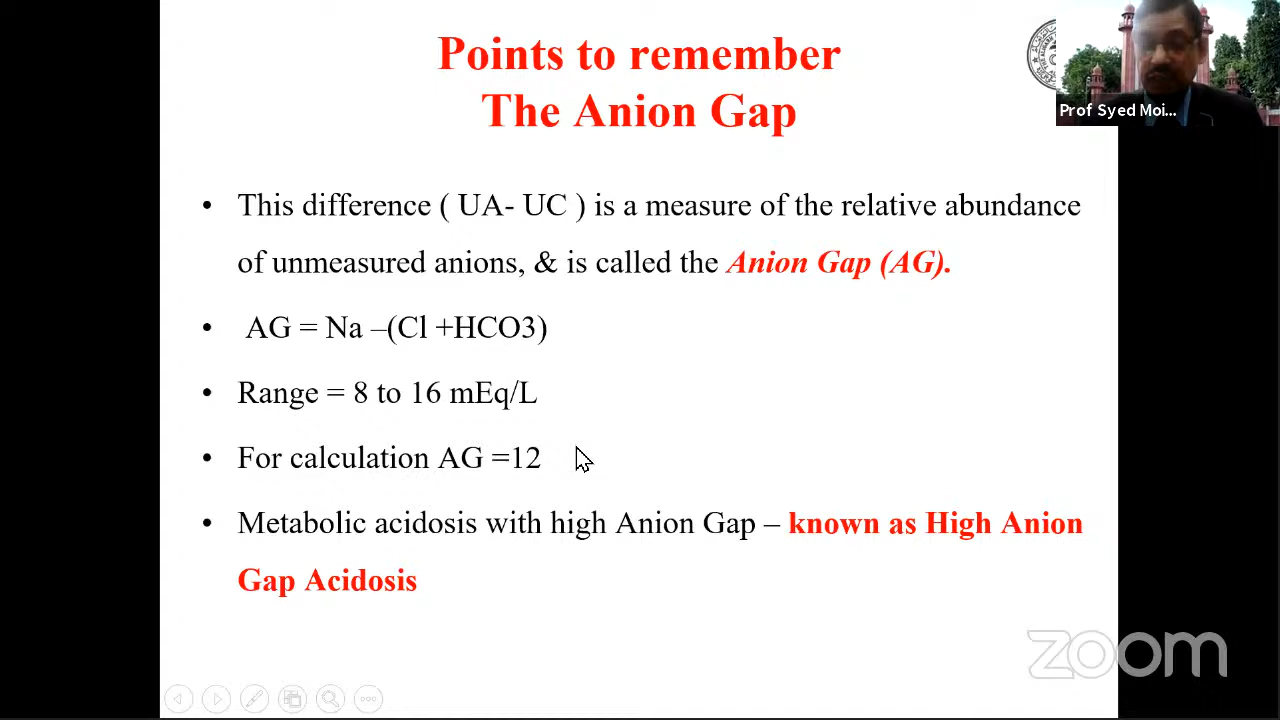 Points to remember
The Anion Gap
Prof Syed Moi...
• This difference ( UA- UC ) is a measure of the relative abundance
of unmeasured anions, & is called the Anion Gap (AG).
• AG = Na –(Cl +HCO3)
• Range = 8 to 16 mEq/L
• For calculation AG =12
• Metabolic acidosis with high Anion Gap – known as High Anion
Gap Acidosis
zoom